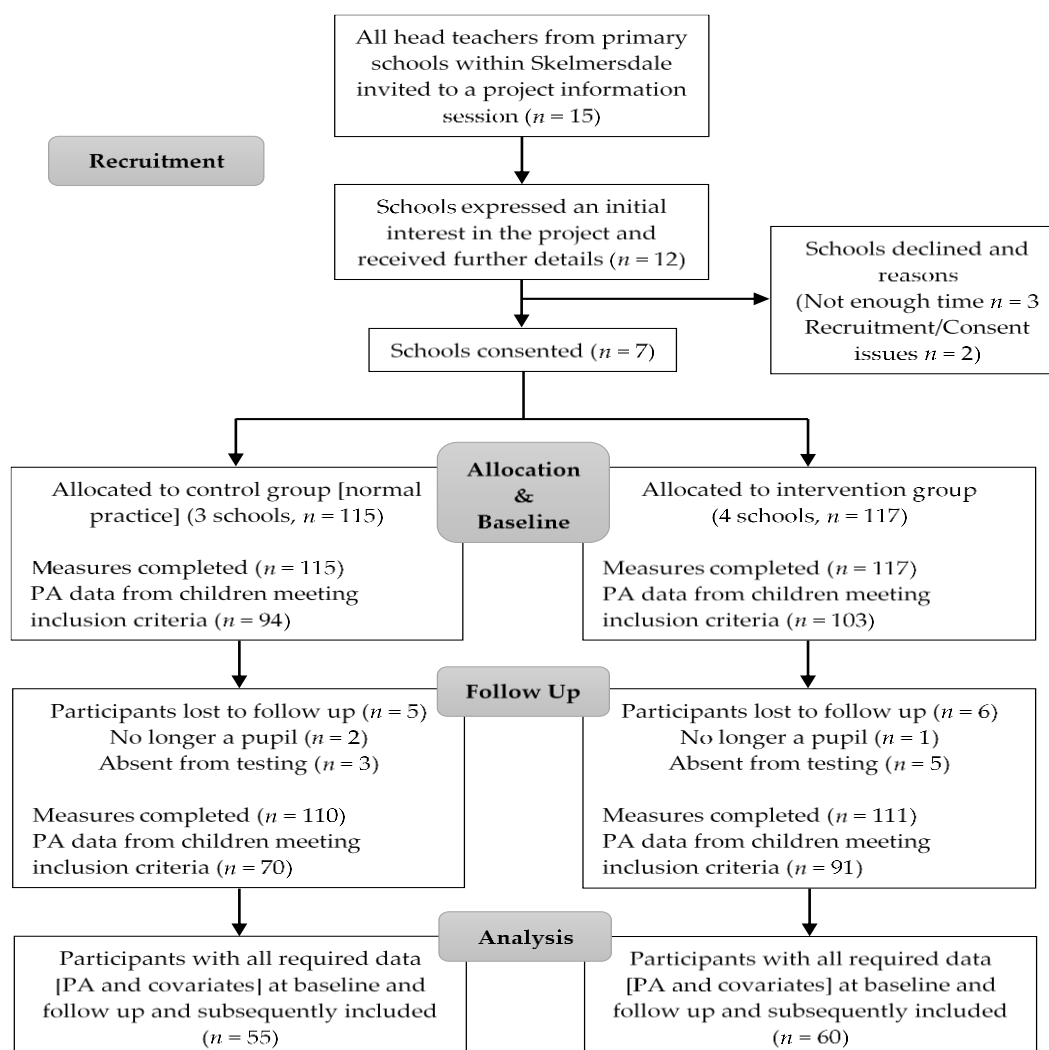 All head teachers from primary
schools within Skelmersdale
invited to a project information
session (n = 15)
Recruitment
Schools expressed an initial
interest in the project and
received further details (n = 12)
Schools declined and
reasons
(Not enough time n = 3
Recruitment/Consent
issues n = 2)
Schools consented (n = 7)
Allocation
&
Baseline
Allocated to control group [normal
practice] (3 schools, n = 115)
Measures completed (n = 115)
PA data from children meeting
inclusion criteria (n = 94)
Allocated to intervention group
(4 schools, n = 117)
Measures completed (n = 117)
PA data from children meeting
inclusion criteria (n = 103)
Follow Up
Participants lost to follow up (n = 5)
No longer a pupil (n = 2)
Absent from testing (n = 3)
Measures completed (n = 110)
PA data from children meeting
inclusion criteria (n = 70)
Participants lost to follow up (n = 6)
No longer a pupil (n = 1)
Absent from testing (n = 5)
Measures completed (n = 111)
PA data from children meeting
inclusion criteria (n = 91)
Analysis
Participants with all required data
[PA and covariates] at baseline and
follow up and subsequently included
(n = 55)
Participants with all required data
[PA and covariates] at baseline and
follow up and subsequently included
(n = 60)